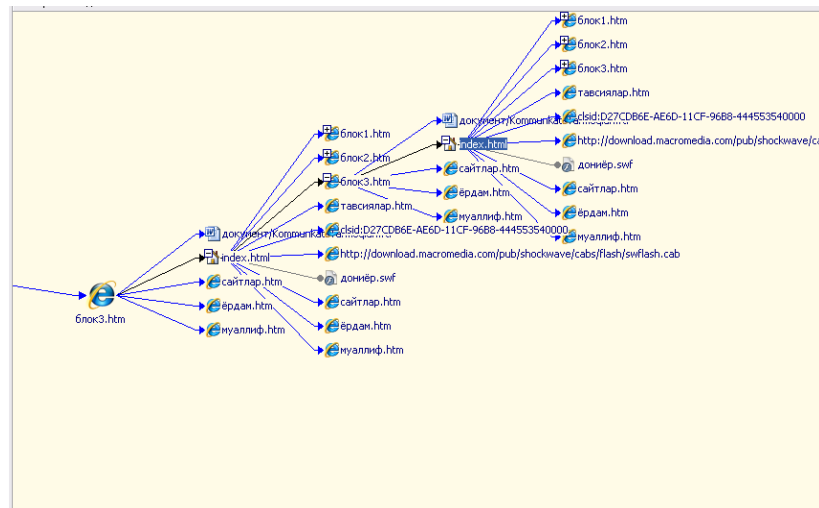 блок1.htm
блок2.htm
блок3.htm
тавсиялар.htm
clsid:D27CDB6E-AE6D-11CF-96B8-444553540000
http://download.macromedia.com/pub/shockwave/ca
дониёр.swf
сайтлар.htm
ёрдам.htm
муаллиф.htm
index.html
сайтлар.htm
ёрдам.htm
муаллиф.htm
блок1.htm
блок2.htm
блок3.htm
тавсиялар.htm
clsid:D27CDB6E-AE6D-11CF-96B8-444553540000
http://download.macromedia.com/pub/shockwave/cabs/flash/swflash.cab
дониёр.swf
сайтлар.htm
ёрдам.htm
муаллиф.htm
index.html
сайтлар.htm
ёрдам.htm
муаллиф.htm
блок3.htm